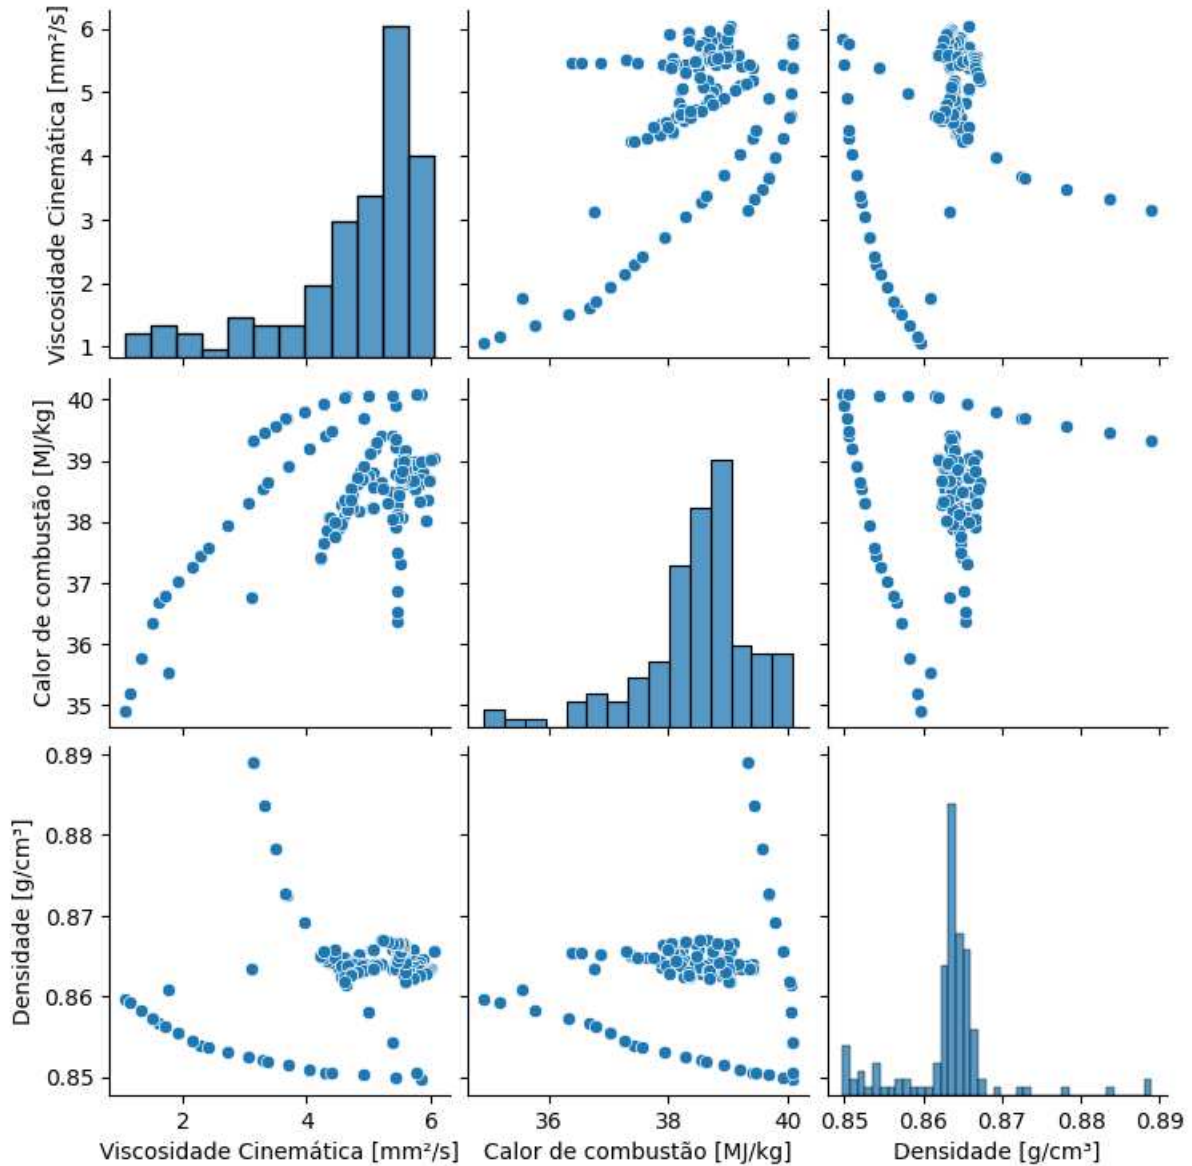 Viscosidade Cinemática [mm²/s]
6
5
4
3
2
1
Calor de combustão [MJ/kg]
40
39
38
37
36
35
Densidade [g/cm³]
0.89
0.88
0.87
0.86
0.85
2 4 6
36 38 40
0.85 0.86 0.87 0.88 0.89
Viscosidade Cinemática [mm²/s] Calor de combustão [MJ/kg] Densidade [g/cm³]